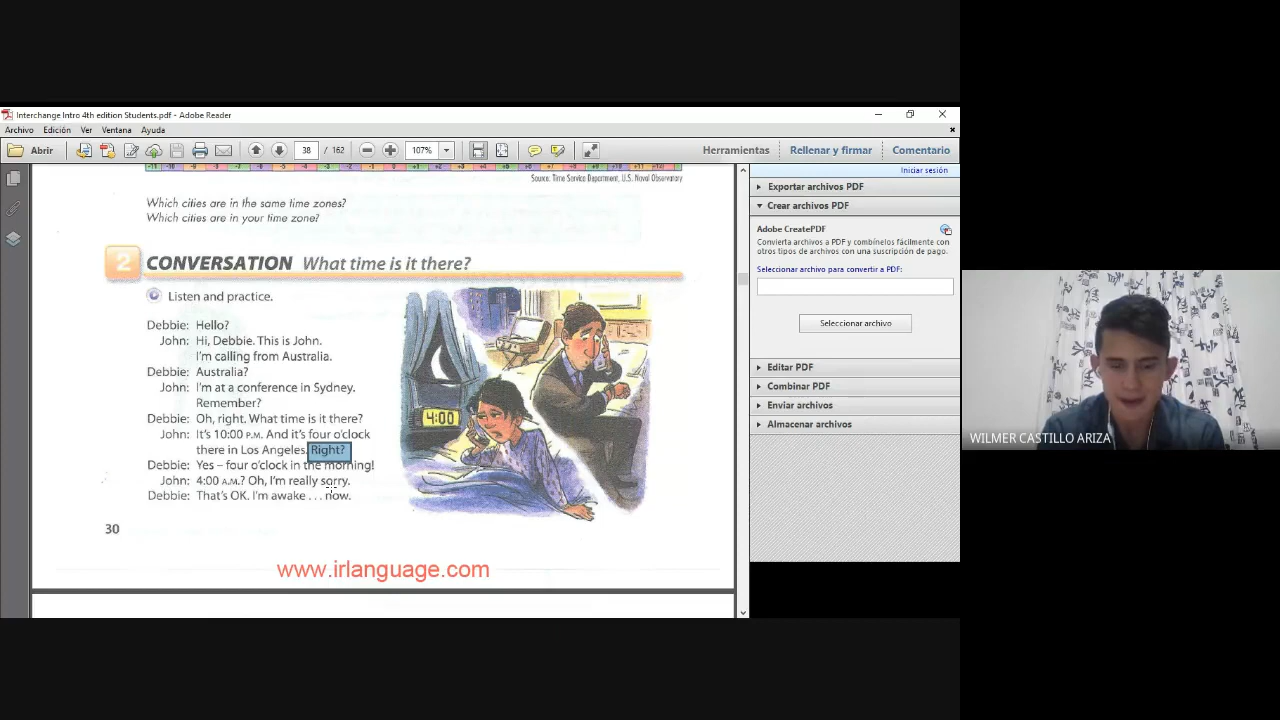 Interchange Intro 4th edition Students.pdf - Adobe Reader
Archivo Edición Ver Ventana Ayuda
Abrir 38 / 162 107% Herramientas Rellenar y firmar Comentario
Iniciar sesión
Exportar archivos PDF
Crear archivos PDF
Adobe CreatePDF
Convierta archivos a PDF y combínelos fácilmente con otros tipos de archivos con una suscripción de pago.
Seleccionar archivo para convertir a PDF:
Seleccionar archivo
Editar PDF
Combinar PDF
Enviar archivos
Almacenar archivos
Source: Time Service Department, U.S. Naval Observatory
Which cities are in the same time zones?
Which cities are in your time zone?
2 CONVERSATION What time is it there?
Listen and practice.
Debbie: Hello?
John: Hi, Debbie. This is John.
I'm calling from Australia.
Debbie: Australia?
John: I'm at a conference in Sydney.
Remember?
Debbie: Oh, right. What time is it there?
John: It's 10:00 P.M. And it's four o'clock
there in Los Angeles. Right?
Debbie: Yes – four o'clock in the morning!
John: 4:00 A.M.? Oh, I'm really sorry.
Debbie: That's OK. I'm awake . . . now.
4:00
30
www.irlanguage.com
WILMER CASTILLO ARIZA